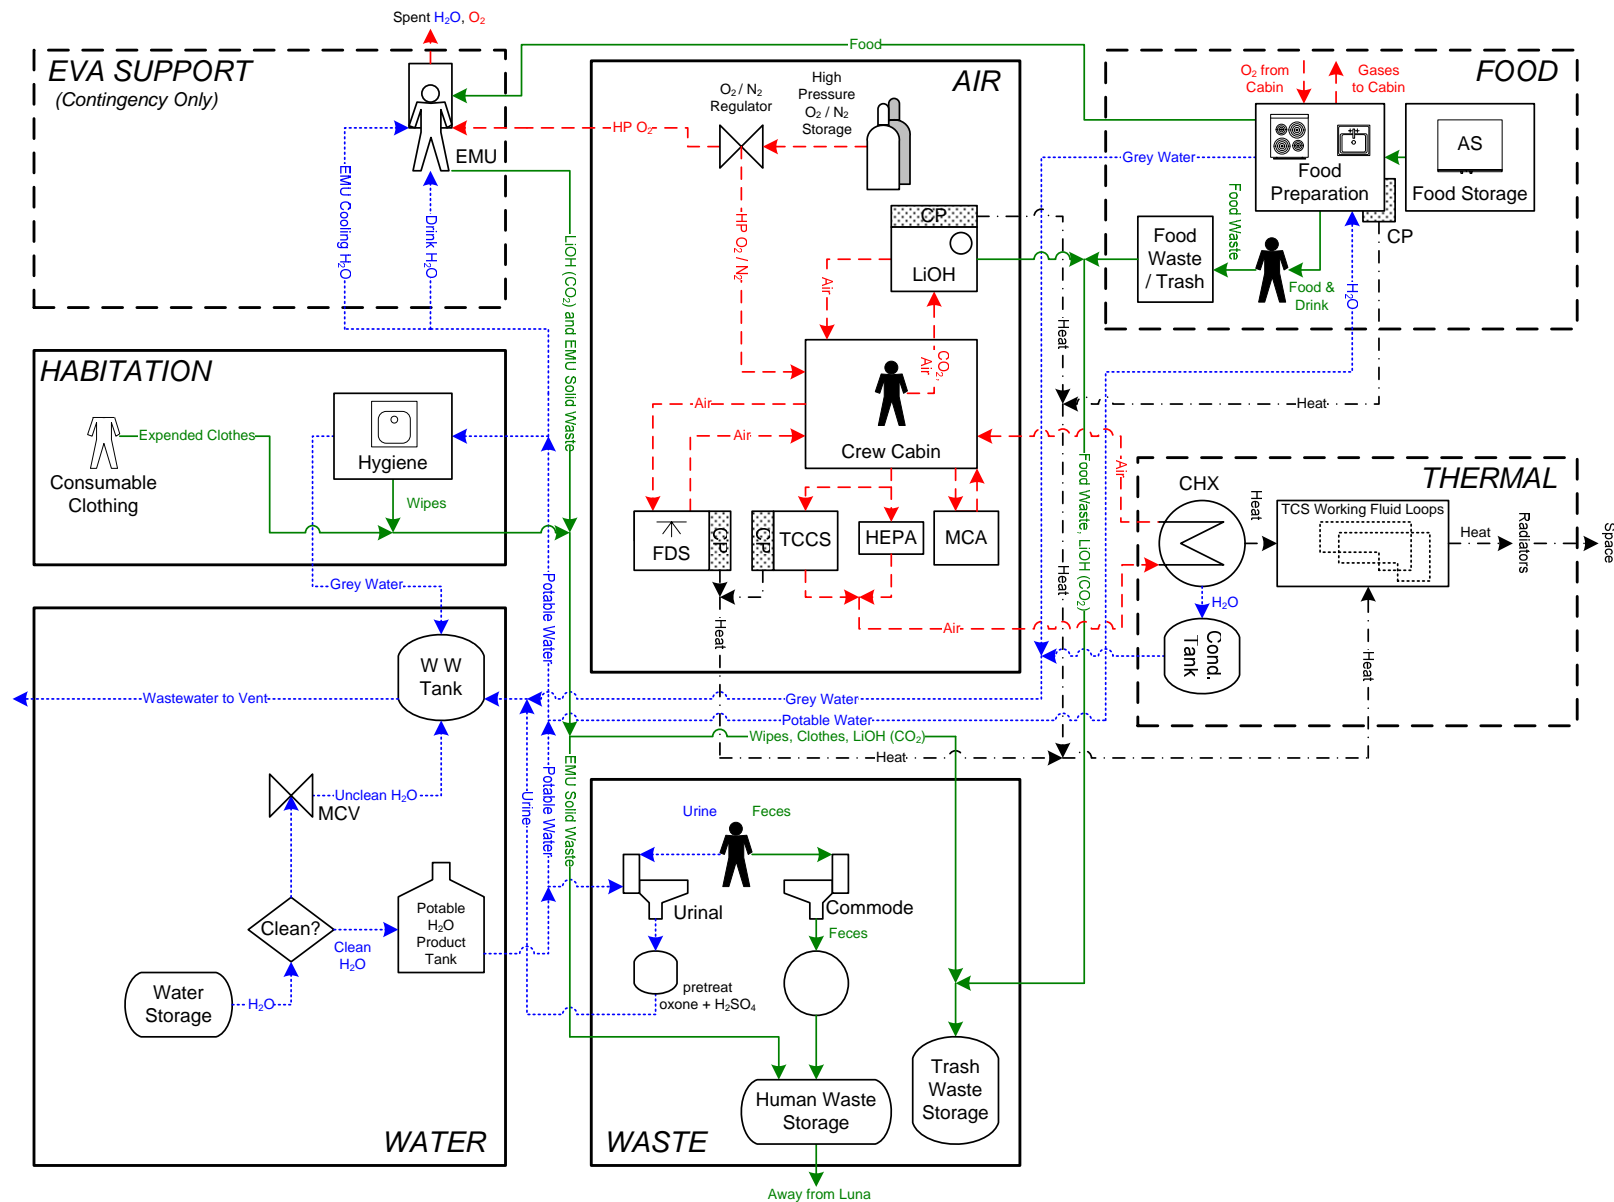 Spent H₂O, O₂
EVA SUPPORT
(Contingency Only)
EMU
EMU Cooling H₂O
Drink H₂O
HP O₂
Food
LiOH (CO₂) and EMU Solid Waste
AIR
O₂ / N₂
Regulator
High
Pressure
O₂ / N₂
Storage
HP O₂ / N₂
CP
LiOH
Air
CO₂,
Air
Crew Cabin
Air
Air
FDS
CP
CP
TCCS
HEPA
MCA
Heat
Air
Heat
Heat
FOOD
O₂ from
Cabin
Gases
to Cabin
Grey Water
Food
Preparation
AS
Food Storage
CP
Food Waste
Food
Waste
/ Trash
Food &
Drink
H₂O
Heat
Food Waste, LiOH (CO₂)
HABITATION
Expended Clothes
Consumable
Clothing
Hygiene
Wipes
Grey Water
Potable Water
THERMAL
CHX
Air
Heat
TCS Working Fluid Loops
Heat
Radiators
Space
H₂O
Cond.
Tank
Heat
WATER
W W
Tank
Wastewater to Vent
Grey Water
Potable Water
Wipes, Clothes, LiOH (CO₂)
Heat
MCV
Unclean H₂O
Urine
Potable Water
EMU Solid Waste
Clean?
Clean
H₂O
Potable
H₂O
Product
Tank
Water
Storage
H₂O
WASTE
Urine
Feces
Urinal
Commode
Feces
pretreat
oxone + H₂SO₄
Human Waste
Storage
Trash
Waste
Storage
Away from Luna